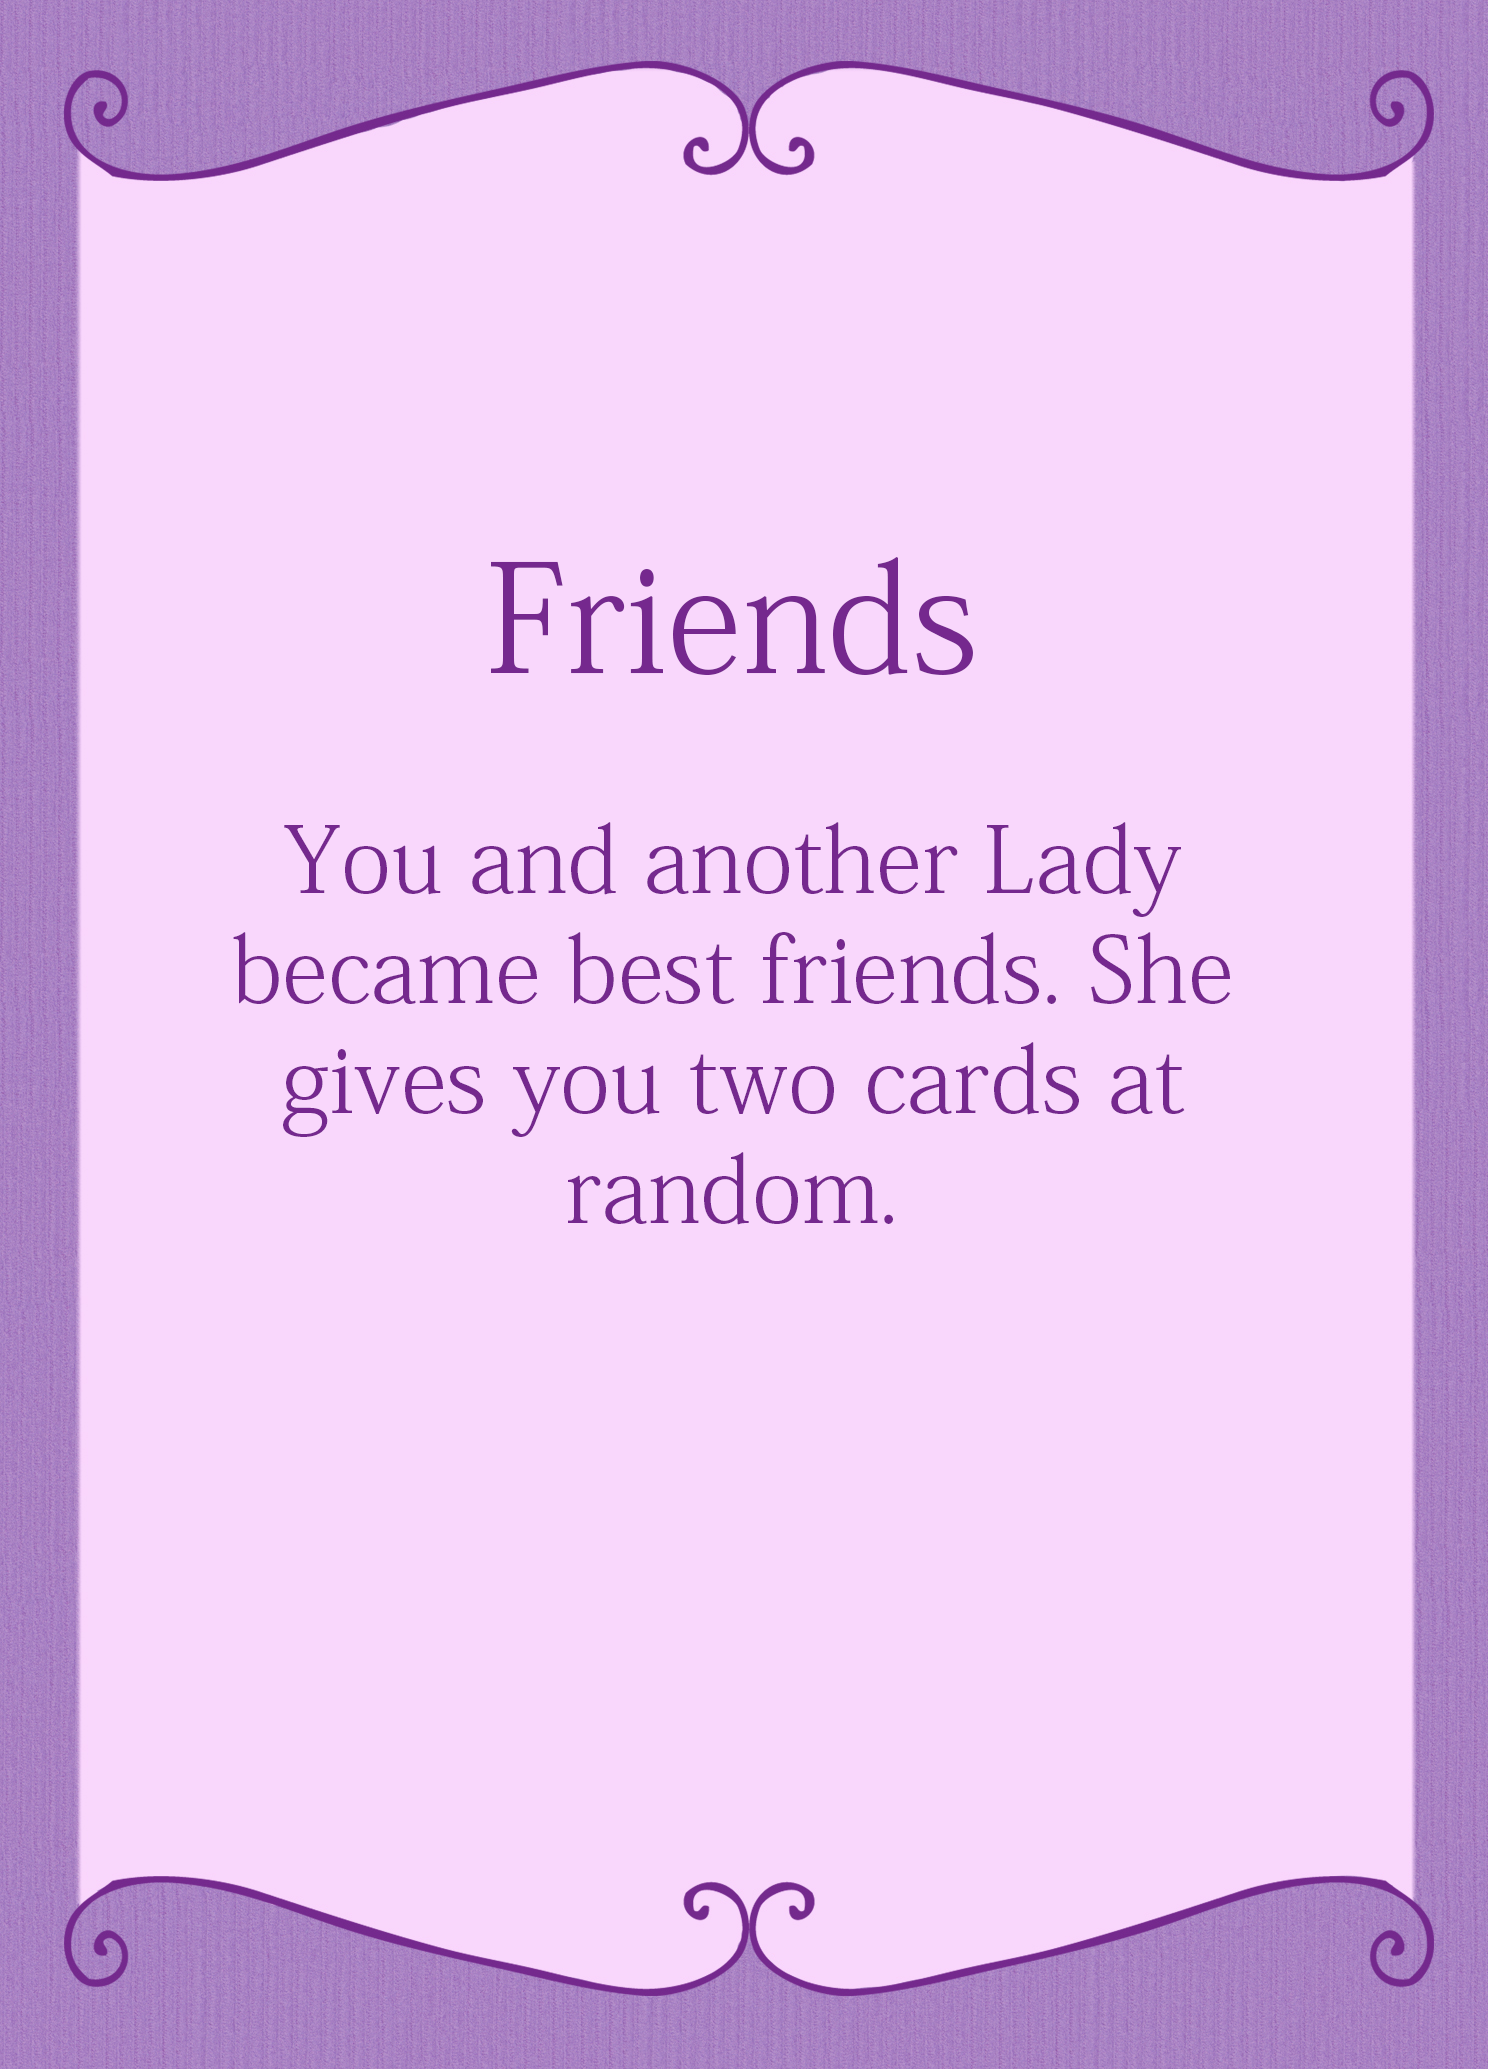 Friends
You and another Lady
became best friends. She
gives you two cards at
random.